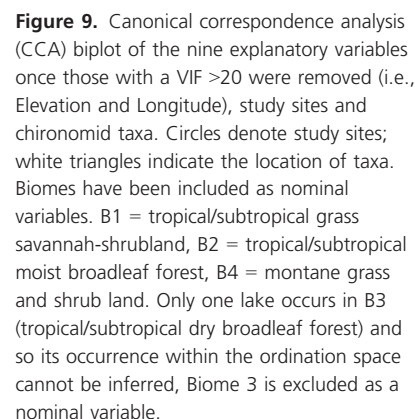 Figure 9. Canonical correspondence analysis
(CCA) biplot of the nine explanatory variables
once those with a VIF >20 were removed (i.e.,
Elevation and Longitude), study sites and
chironomid taxa. Circles denote study sites;
white triangles indicate the location of taxa.
Biomes have been included as nominal
variables. B1 = tropical/subtropical grass
savannah-shrubland, B2 = tropical/subtropical
moist broadleaf forest, B4 = montane grass
and shrub land. Only one lake occurs in B3
(tropical/subtropical dry broadleaf forest) and
so its occurrence within the ordination space
cannot be inferred, Biome 3 is excluded as a
nominal variable.